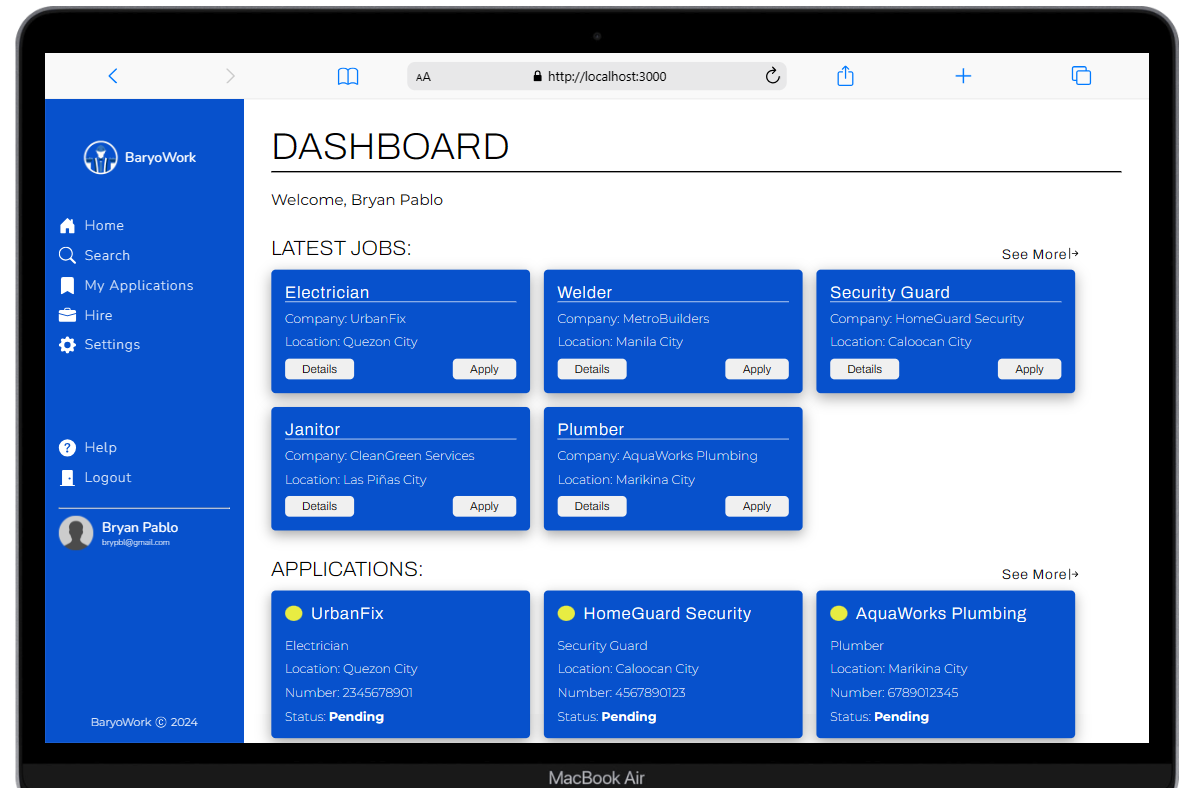 AA
http://localhost:3000
BaryoWork
Home
Search
My Applications
Hire
Settings
? Help
Logout
Bryan Pablo
brypbl@gmail.com
BaryoWork © 2024
DASHBOARD
Welcome, Bryan Pablo
LATEST JOBS:
See More
Electrician
Company: UrbanFix
Location: Quezon City
Details Apply
Welder
Company: MetroBuilders
Location: Manila City
Details Apply
Security Guard
Company: HomeGuard Security
Location: Caloocan City
Details Apply
Janitor
Company: CleanGreen Services
Location: Las Piñas City
Details Apply
Plumber
Company: AquaWorks Plumbing
Location: Marikina City
Details Apply
APPLICATIONS:
See More
UrbanFix
Electrician
Location: Quezon City
Number: 2345678901
Status: Pending
HomeGuard Security
Security Guard
Location: Caloocan City
Number: 4567890123
Status: Pending
AquaWorks Plumbing
Plumber
Location: Marikina City
Number: 6789012345
Status: Pending
MacBook Air